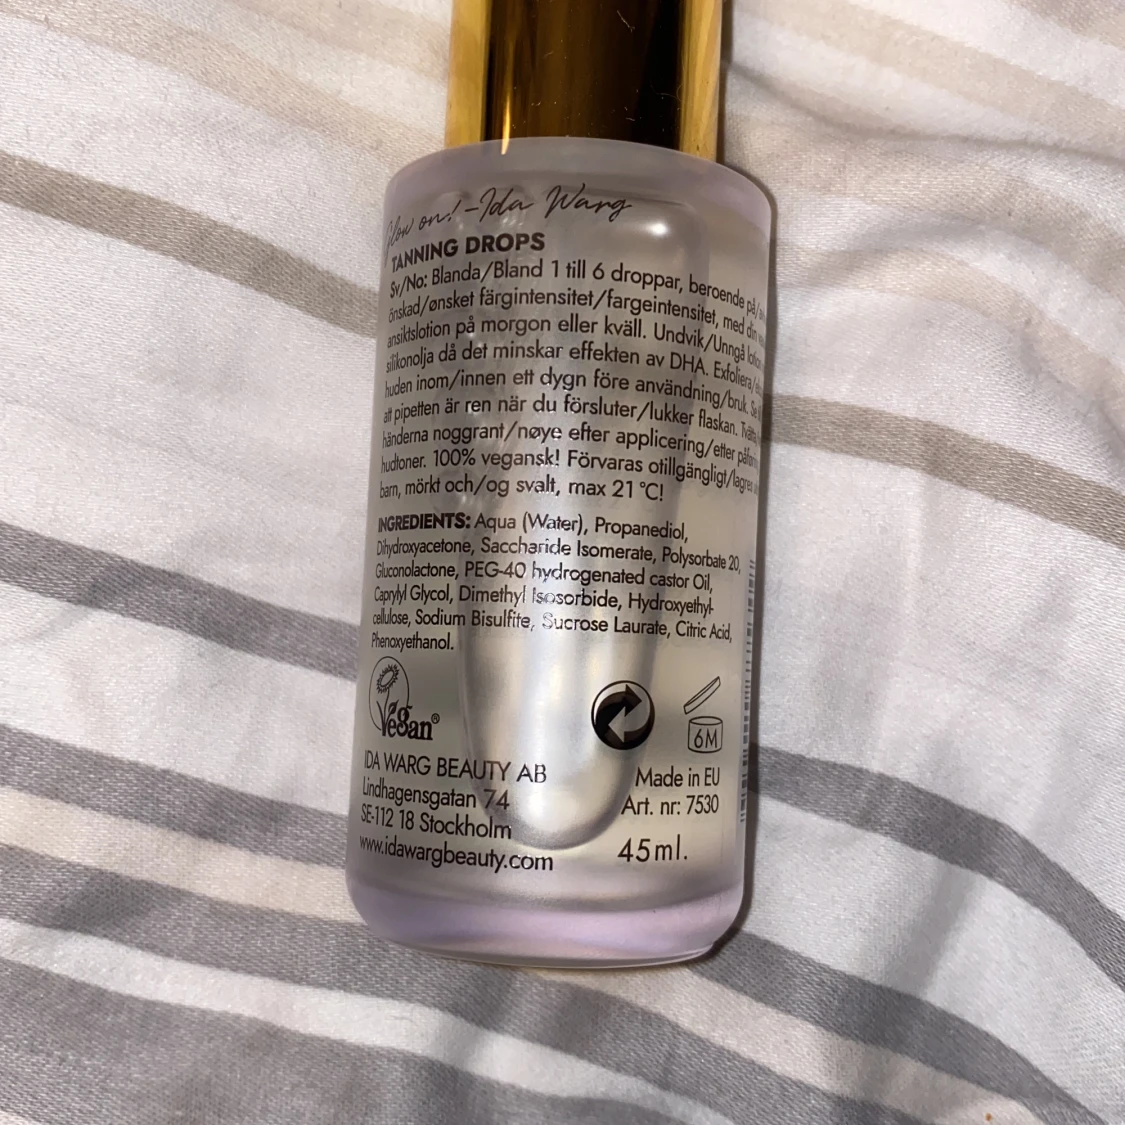 Glow on! -Ida Warg
TANNING DROPS
Sv/No: Blanda/Bland 1 till 6 droppar, beroende på/
önskad/ønsket färgintensitet/fargeintensitet, med din
ansiktslotion på morgon eller kväll. Undvik/Unngå
silikonolja då det minskar effekten av DHA. Exfoliera/
huden inom/innen ett dygn före användning/bruk. Se
att pipetten är ren när du försluter/lukker flaskan. Tvätta/
händerna noggrant/nøye efter applicering/etter
hudtoner. 100% vegansk! Förvaras otillgängligt/lagres
barn, mörkt och/og svalt, max 21 °C!
INGREDIENTS: Aqua (Water), Propanediol,
Dihydroxyacetone, Saccharide Isomerate, Polysorbate 20,
Gluconolactone, PEG-40 hydrogenated castor Oil,
Caprylyl Glycol, Dimethyl Isosorbide, Hydroxyethyl-
cellulose, Sodium Bisulfite, Sucrose Laurate, Citric Acid,
Phenoxyethanol.
Vegan®
6M
IDA WARG BEAUTY AB
Lindhagensgatan 74
SE-112 18 Stockholm
www.idawargbeauty.com
Made in EU
Art. nr: 7530
45ml.